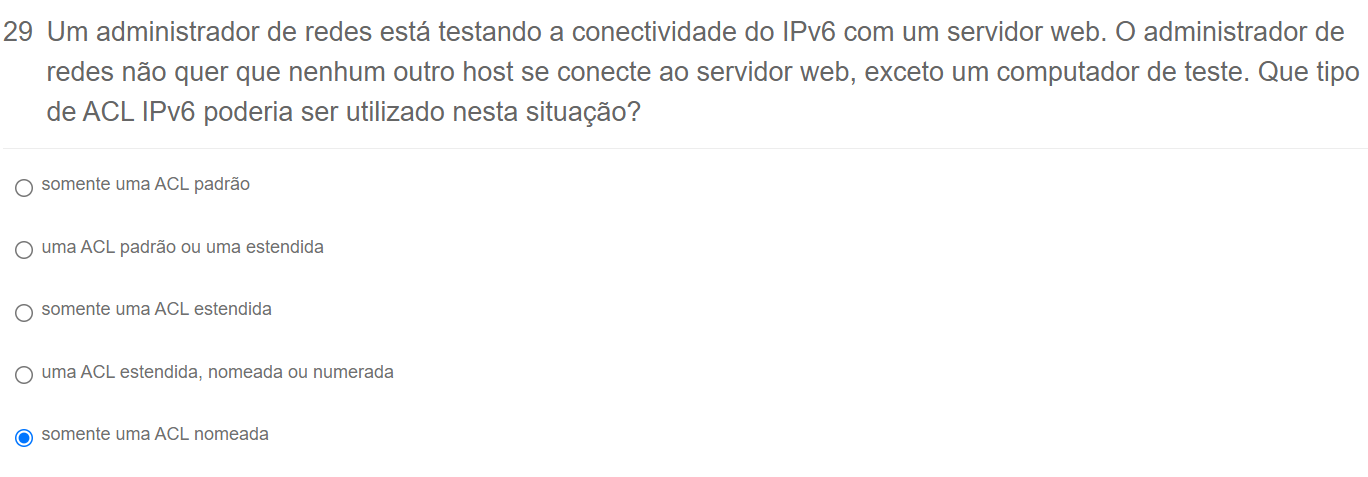 29 Um administrador de redes está testando a conectividade do IPv6 com um servidor web. O administrador de
redes não quer que nenhum outro host se conecte ao servidor web, exceto um computador de teste. Que tipo
de ACL IPv6 poderia ser utilizado nesta situação?
somente uma ACL padrão
uma ACL padrão ou uma estendida
somente uma ACL estendida
uma ACL estendida, nomeada ou numerada
somente uma ACL nomeada